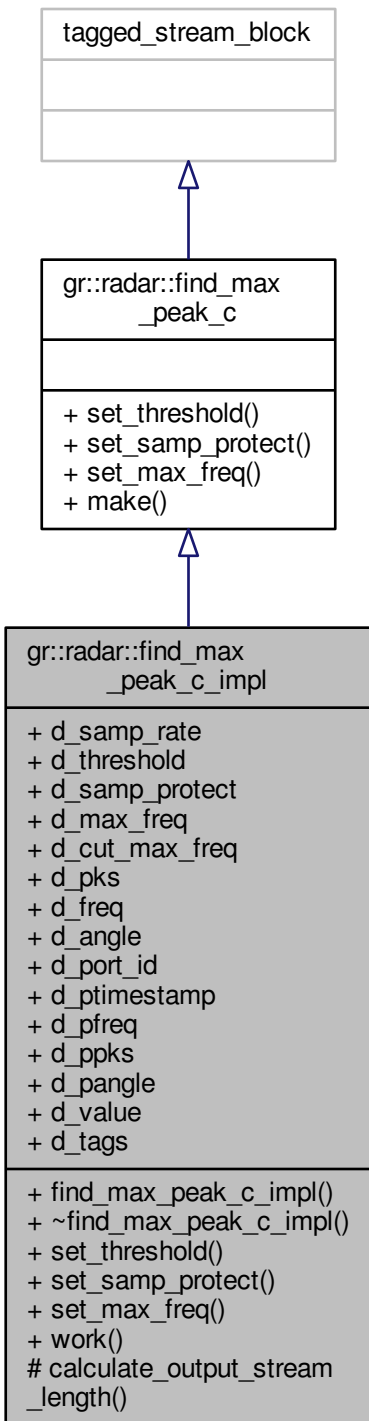 tagged_stream_block
gr::radar::find_max
_peak_c
+ set_threshold()
+ set_samp_protect()
+ set_max_freq()
+ make()
gr::radar::find_max
_peak_c_impl
+ d_samp_rate
+ d_threshold
+ d_samp_protect
+ d_max_freq
+ d_cut_max_freq
+ d_pks
+ d_freq
+ d_angle
+ d_port_id
+ d_ptimestamp
+ d_pfreq
+ d_ppks
+ d_pangle
+ d_value
+ d_tags
+ find_max_peak_c_impl()
+ ~find_max_peak_c_impl()
+ set_threshold()
+ set_samp_protect()
+ set_max_freq()
+ work()
# calculate_output_stream
_length()